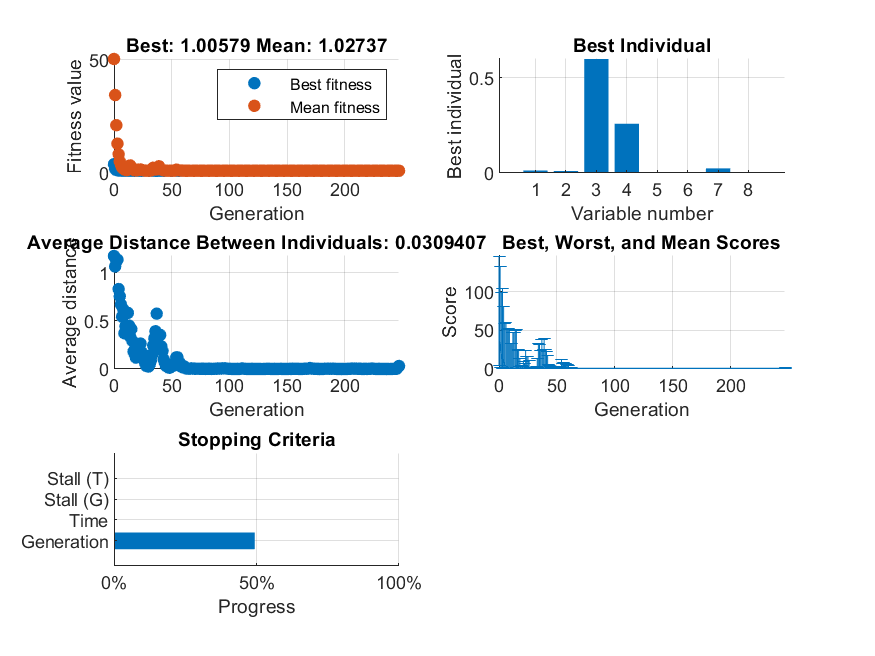 Best: 1.00579 Mean: 1.02737
Fitness value
50
0
Best fitness
Mean fitness
0 50 100 150 200
Generation
Best Individual
Best individual
0.5
0
1 2 3 4 5 6 7 8
Variable number
Average Distance Between Individuals: 0.0309407
Average distance
1
0.5
0
0 50 100 150 200
Generation
Best, Worst, and Mean Scores
Score
100
50
0
0 50 100 150 200
Generation
Stopping Criteria
Stall (T)
Stall (G)
Time
Generation
0% 50% 100%
Progress